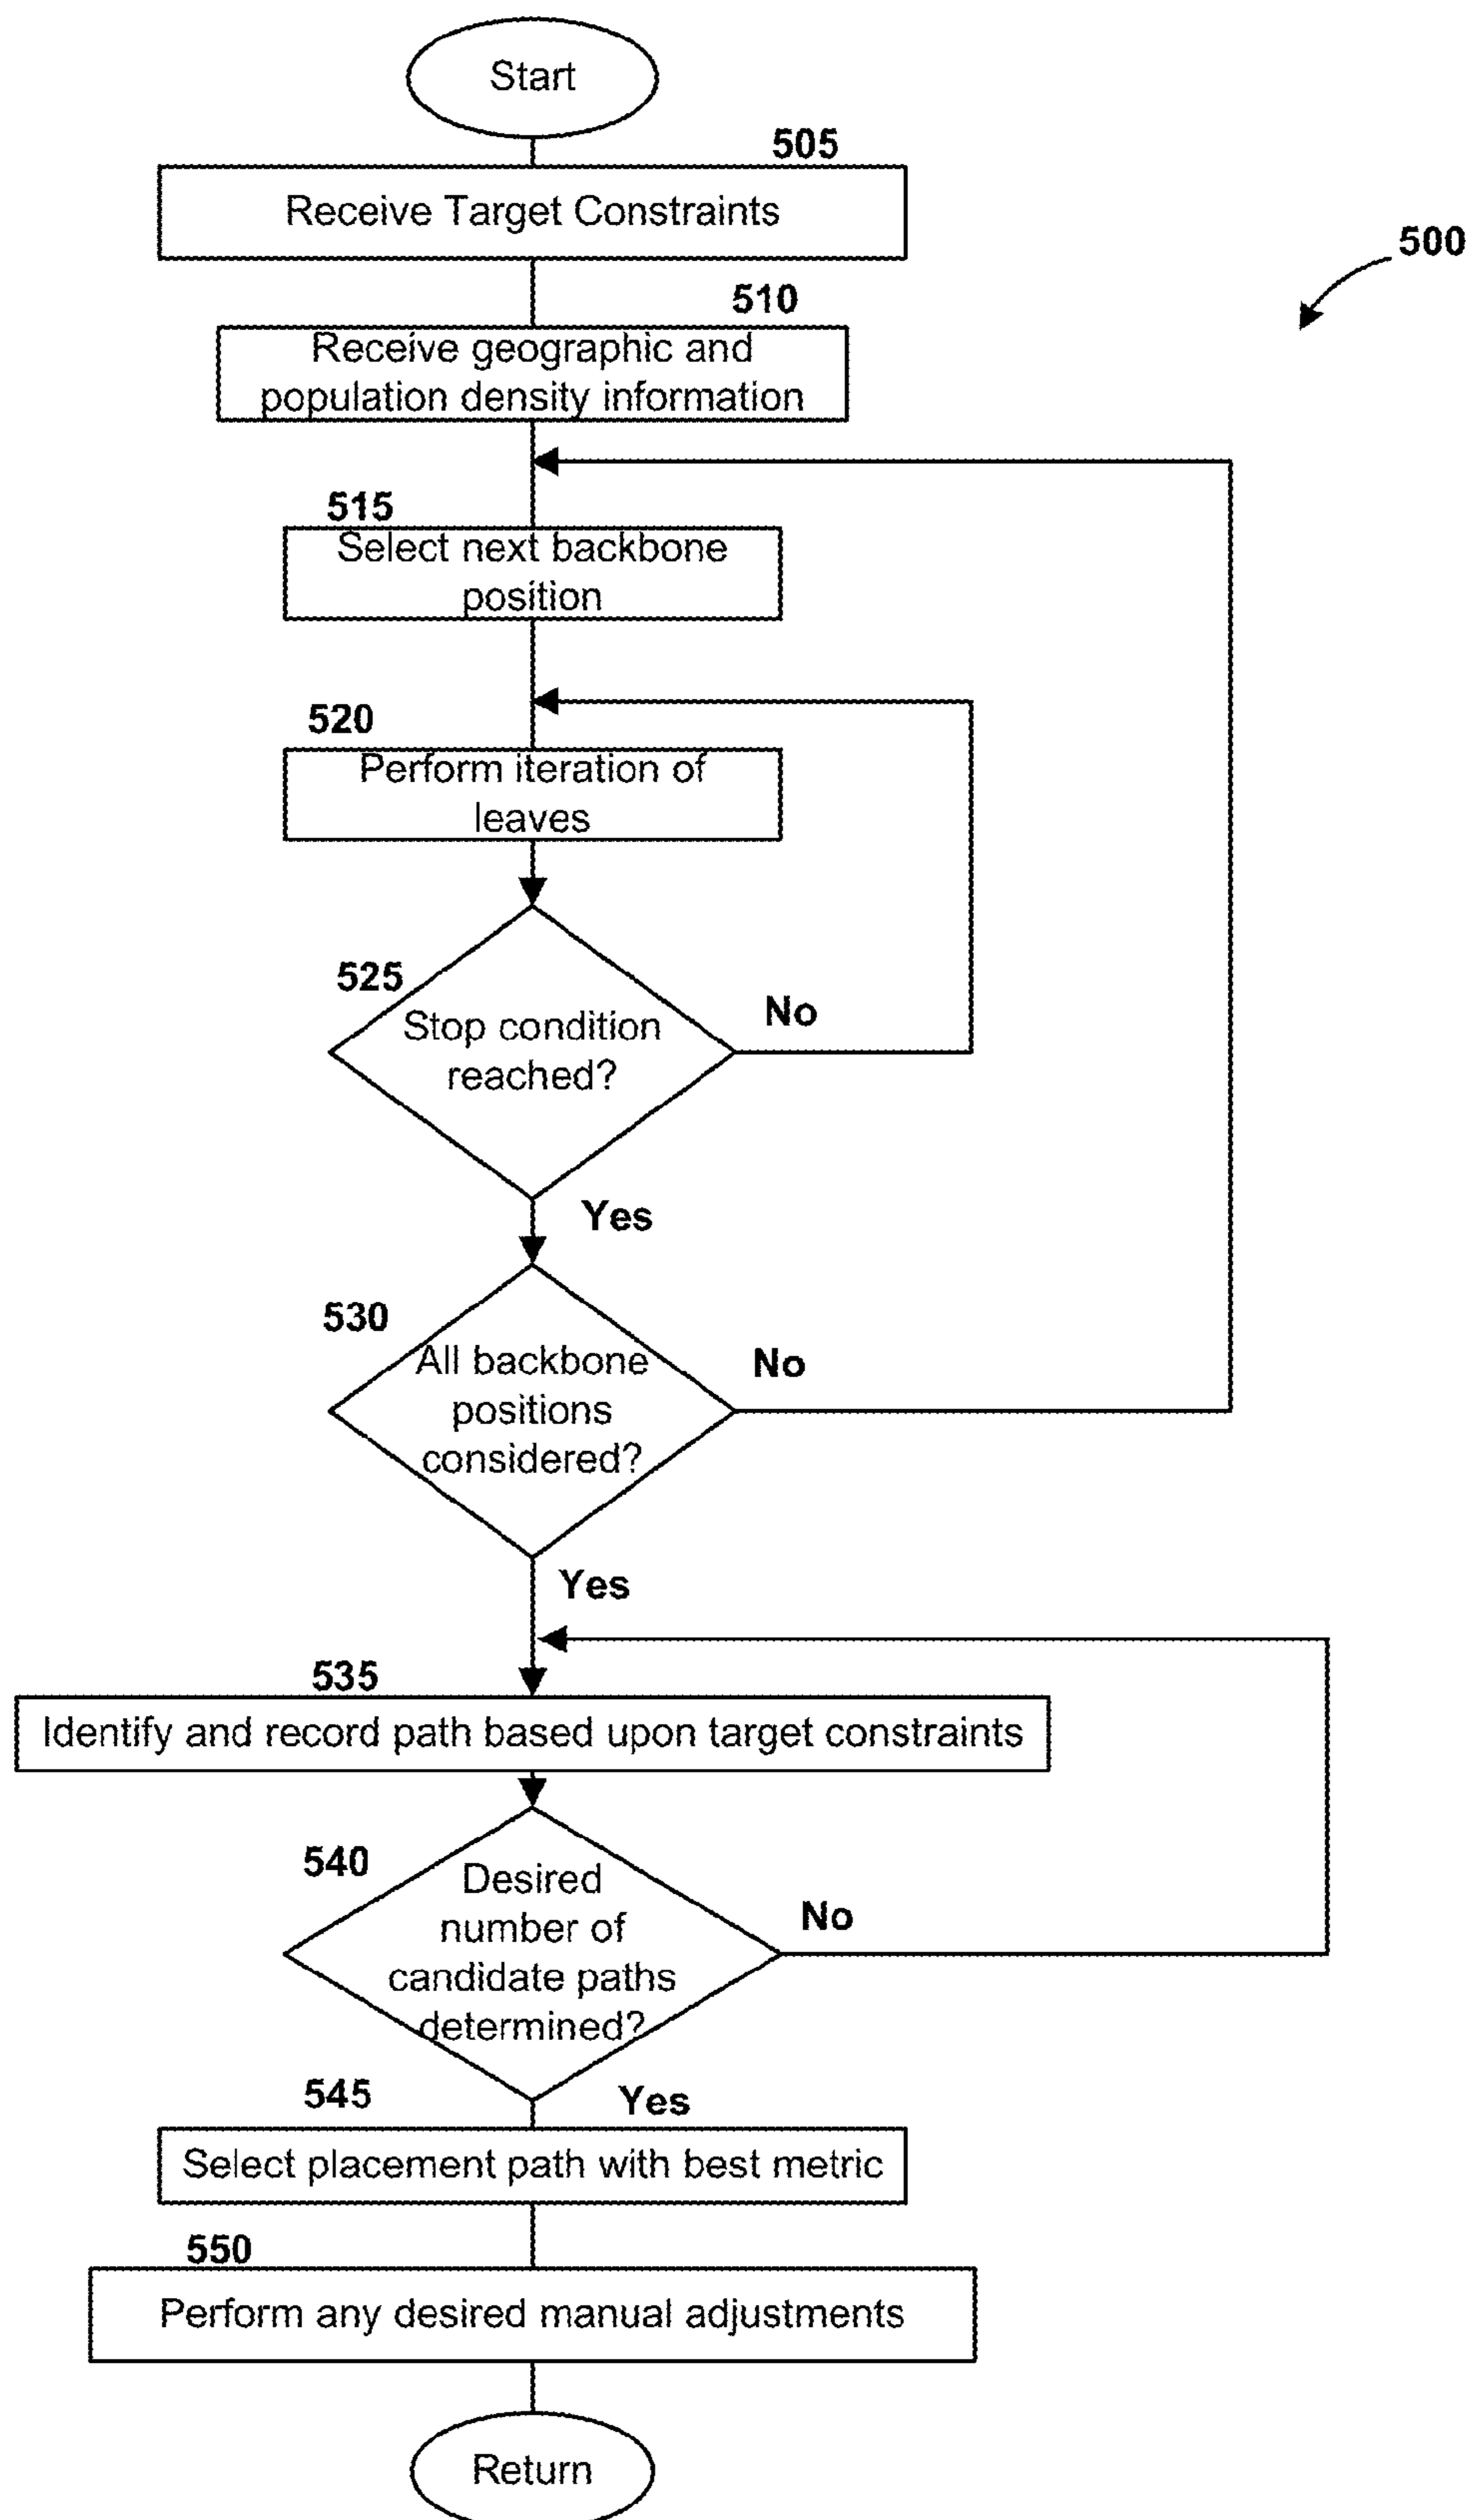 Start
505
Receive Target Constraints
500
510
Receive geographic and
population density information
515
Select next backbone
position
520
Perform iteration of
leaves
525
Stop condition
reached?
No
Yes
530
All backbone
positions
considered?
No
Yes
535
Identify and record path based upon target constraints
540
Desired
number of
candidate paths
determined?
No
545
Yes
Select placement path with best metric
550
Perform any desired manual adjustments
Return